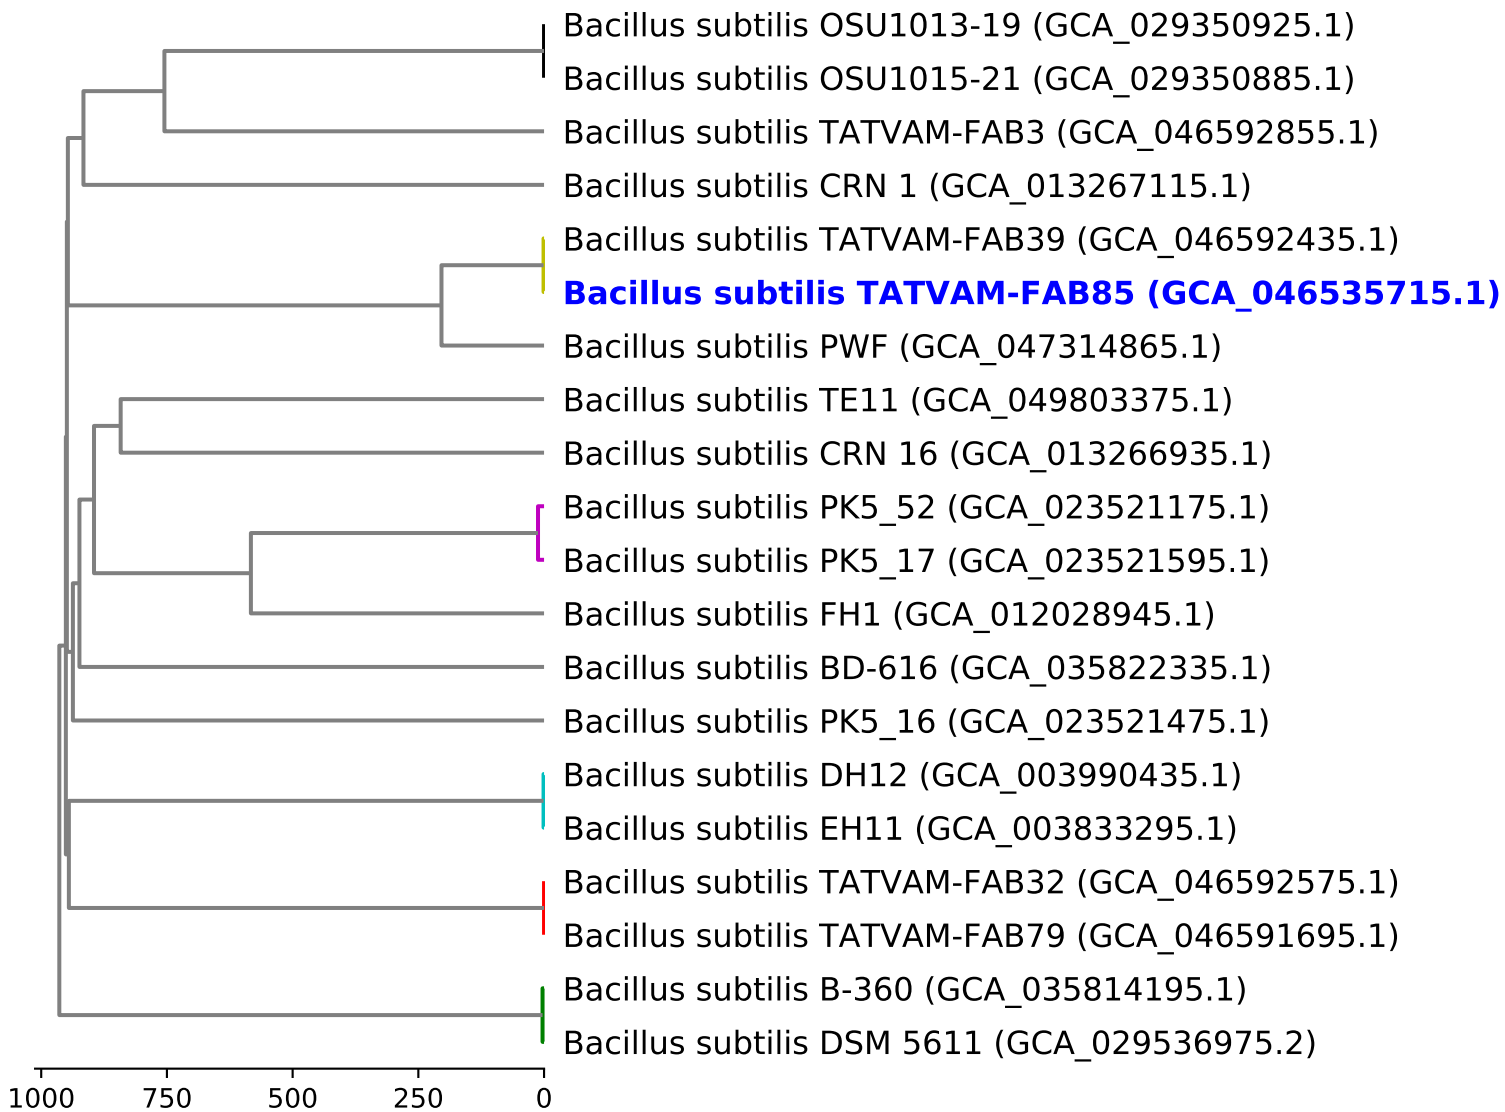 Bacillus subtilis OSU1013-19 (GCA_029350925.1)
Bacillus subtilis OSU1015-21 (GCA_029350885.1)
Bacillus subtilis TATVAM-FAB3 (GCA_046592855.1)
Bacillus subtilis CRN 1 (GCA_013267115.1)
Bacillus subtilis TATVAM-FAB39 (GCA_046592435.1)
Bacillus subtilis TATVAM-FAB85 (GCA_046535715.1)
Bacillus subtilis PWF (GCA_047314865.1)
Bacillus subtilis TE11 (GCA_049803375.1)
Bacillus subtilis CRN 16 (GCA_013266935.1)
Bacillus subtilis PK5_52 (GCA_023521175.1)
Bacillus subtilis PK5_17 (GCA_023521595.1)
Bacillus subtilis FH1 (GCA_012028945.1)
Bacillus subtilis BD-616 (GCA_035822335.1)
Bacillus subtilis PK5_16 (GCA_023521475.1)
Bacillus subtilis DH12 (GCA_003990435.1)
Bacillus subtilis EH11 (GCA_003833295.1)
Bacillus subtilis TATVAM-FAB32 (GCA_046592575.1)
Bacillus subtilis TATVAM-FAB79 (GCA_046591695.1)
Bacillus subtilis B-360 (GCA_035814195.1)
Bacillus subtilis DSM 5611 (GCA_029536975.2)
1000 750 500 250 0